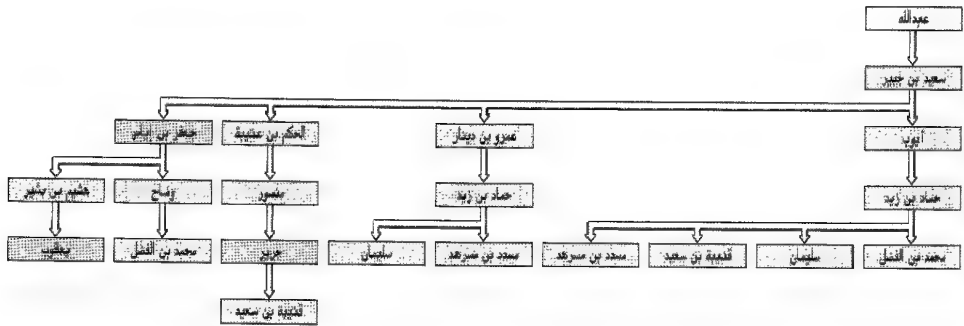 عبدالله
سعيد بن جبير
أيوب
عمرو بن دينار
الحكم بن عتيبة
جعفر بن إياس
حماد بن زيد
حماد بن زيد
منصور
وضاح
هشيم بن بشير
محمد بن الفضل
سليمان
قتيبة بن سعيد
مسدد بن مسرهد
مسدد بن مسرهد
سليمان
جرير
محمد بن الفضل
يعقوب
قتيبة بن سعيد